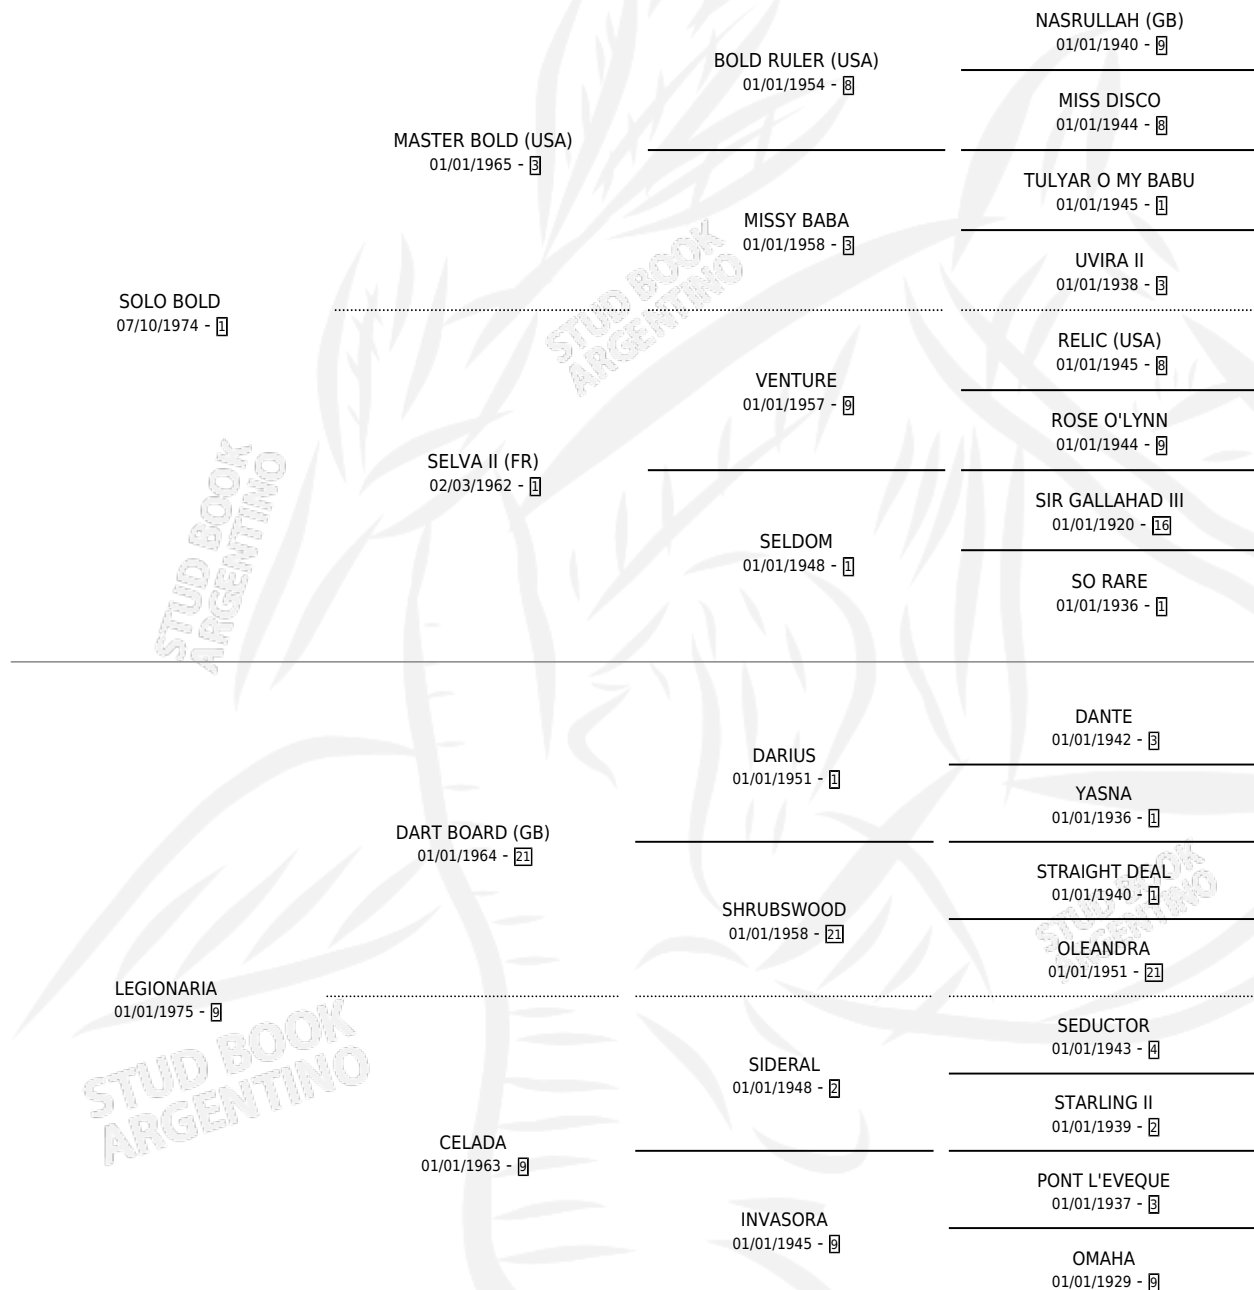 NASRULLAH (GB)
01/01/1940 - 9
BOLD RULER (USA)
01/01/1954 - 8
MISS DISCO
01/01/1944 - 8
MASTER BOLD (USA)
01/01/1965 - 3
TULYAR O MY BABU
01/01/1945 - 1
MISSY BABA
01/01/1958 - 3
UVIRA II
01/01/1938 - 3
SOLO BOLD
07/10/1974 - 1
RELIC (USA)
01/01/1945 - 8
VENTURE
01/01/1957 - 9
ROSE O'LYNN
01/01/1944 - 9
SELVA II (FR)
02/03/1962 - 1
SIR GALLAHAD III
01/01/1920 - 16
SELDOM
01/01/1948 - 1
SO RARE
01/01/1936 - 1
STUD BOOK
ARGENTINO
STUD BOOK
ARGENTINO
DANTE
01/01/1942 - 3
DARIUS
01/01/1951 - 1
YASNA
01/01/1936 - 1
DART BOARD (GB)
01/01/1964 - 21
STRAIGHT DEAL
01/01/1940 - 1
SHRUBSWOOD
01/01/1958 - 21
OLEANDRA
01/01/1951 - 21
STUD BOOK
ARGENTINO
LEGIONARIA
01/01/1975 - 9
SEDUCTOR
01/01/1943 - 4
SIDERAL
01/01/1948 - 2
STARLING II
01/01/1939 - 2
STUD BOOK
ARGENTINO
CELADA
01/01/1963 - 9
PONT L'EVEQUE
01/01/1937 - 3
INVASORA
01/01/1945 - 9
OMAHA
01/01/1929 - 9